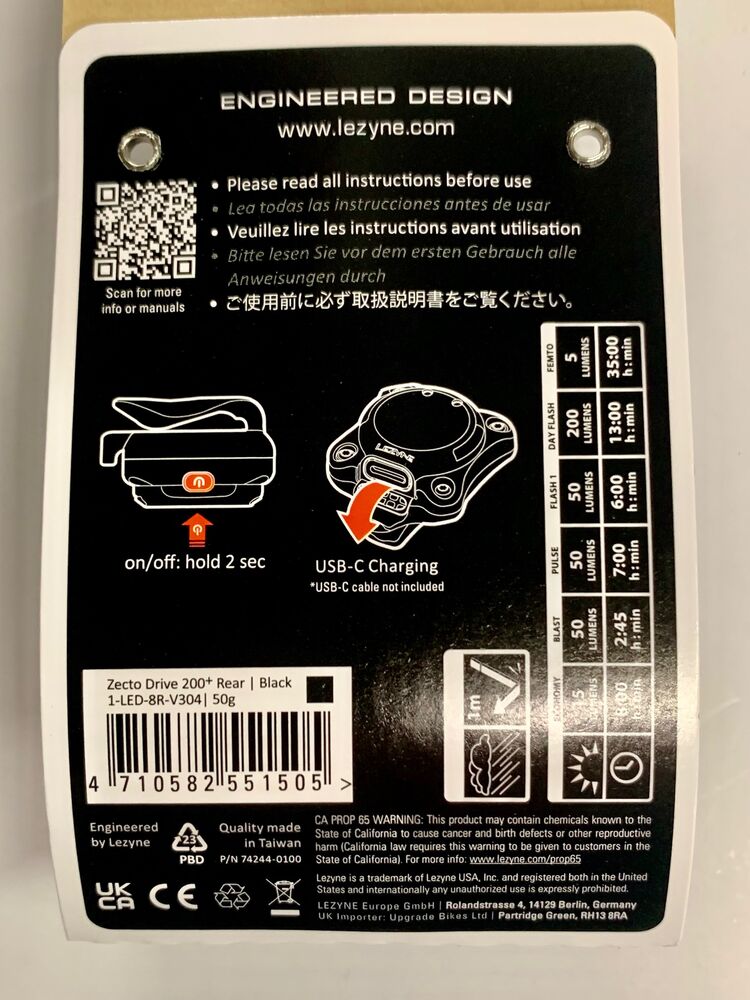 ENGINEERED DESIGN
www.lezyne.com
• Please read all instructions before use
• Lea todas las instrucciones antes de usar
• Veuillez lire les instructions avant utilisation
• Bitte lesen Sie vor dem ersten Gebrauch alle
Anweisungen durch
• ご使用前に必ず取扱説明書をご覧ください。
Scan for more
info or manuals
FEMTO 5 LUMENS 35:00 h:min
DAY FLASH 200 LUMENS 13:00 h:min
FLASH 1 50 LUMENS 6:00 h:min
PULSE 50 LUMENS 7:00 h:min
BLAST 50 LUMENS 2:45 h:min
ECONOMY 15 LUMENS h:min
LEZYNE
on/off: hold 2 sec
USB-C Charging
*USB-C cable not included
1m
Zecto Drive 200+ Rear | Black
1-LED-8R-V304| 50g
4 710582 551505 >
Engineered
by Lezyne
23
PBD
Quality made
in Taiwan
P/N 74244-0100
CA PROP 65 WARNING: This product may contain chemicals known to the
State of California to cause cancer and birth defects or other reproductive
harm (California law requires this warning to be given to customers in the
State of California). For more info: www.lezyne.com/prop65
Lezyne is a trademark of Lezyne USA, Inc. and registered both in the United
States and internationally any unauthorized use is expressly prohibited.
UK
CA CE
LEZYNE Europe GmbH | Rolandstrasse 4, 14129 Berlin, Germany
UK Importer: Upgrade Bikes Ltd | Partridge Green, RH13 8RA